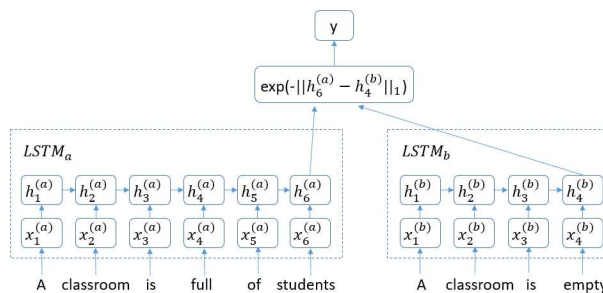 y
exp(-||h_6^{(a)} − h_4^{(b)}||_1)
LSTM_a
h_1^{(a)} h_2^{(a)} h_3^{(a)} h_4^{(a)} h_5^{(a)} h_6^{(a)}
x_1^{(a)} x_2^{(a)} x_3^{(a)} x_4^{(a)} x_5^{(a)} x_6^{(a)}
A classroom is full of students
LSTM_b
h_1^{(b)} h_2^{(b)} h_3^{(b)} h_4^{(b)}
x_1^{(b)} x_2^{(b)} x_3^{(b)} x_4^{(b)}
A classroom is empty